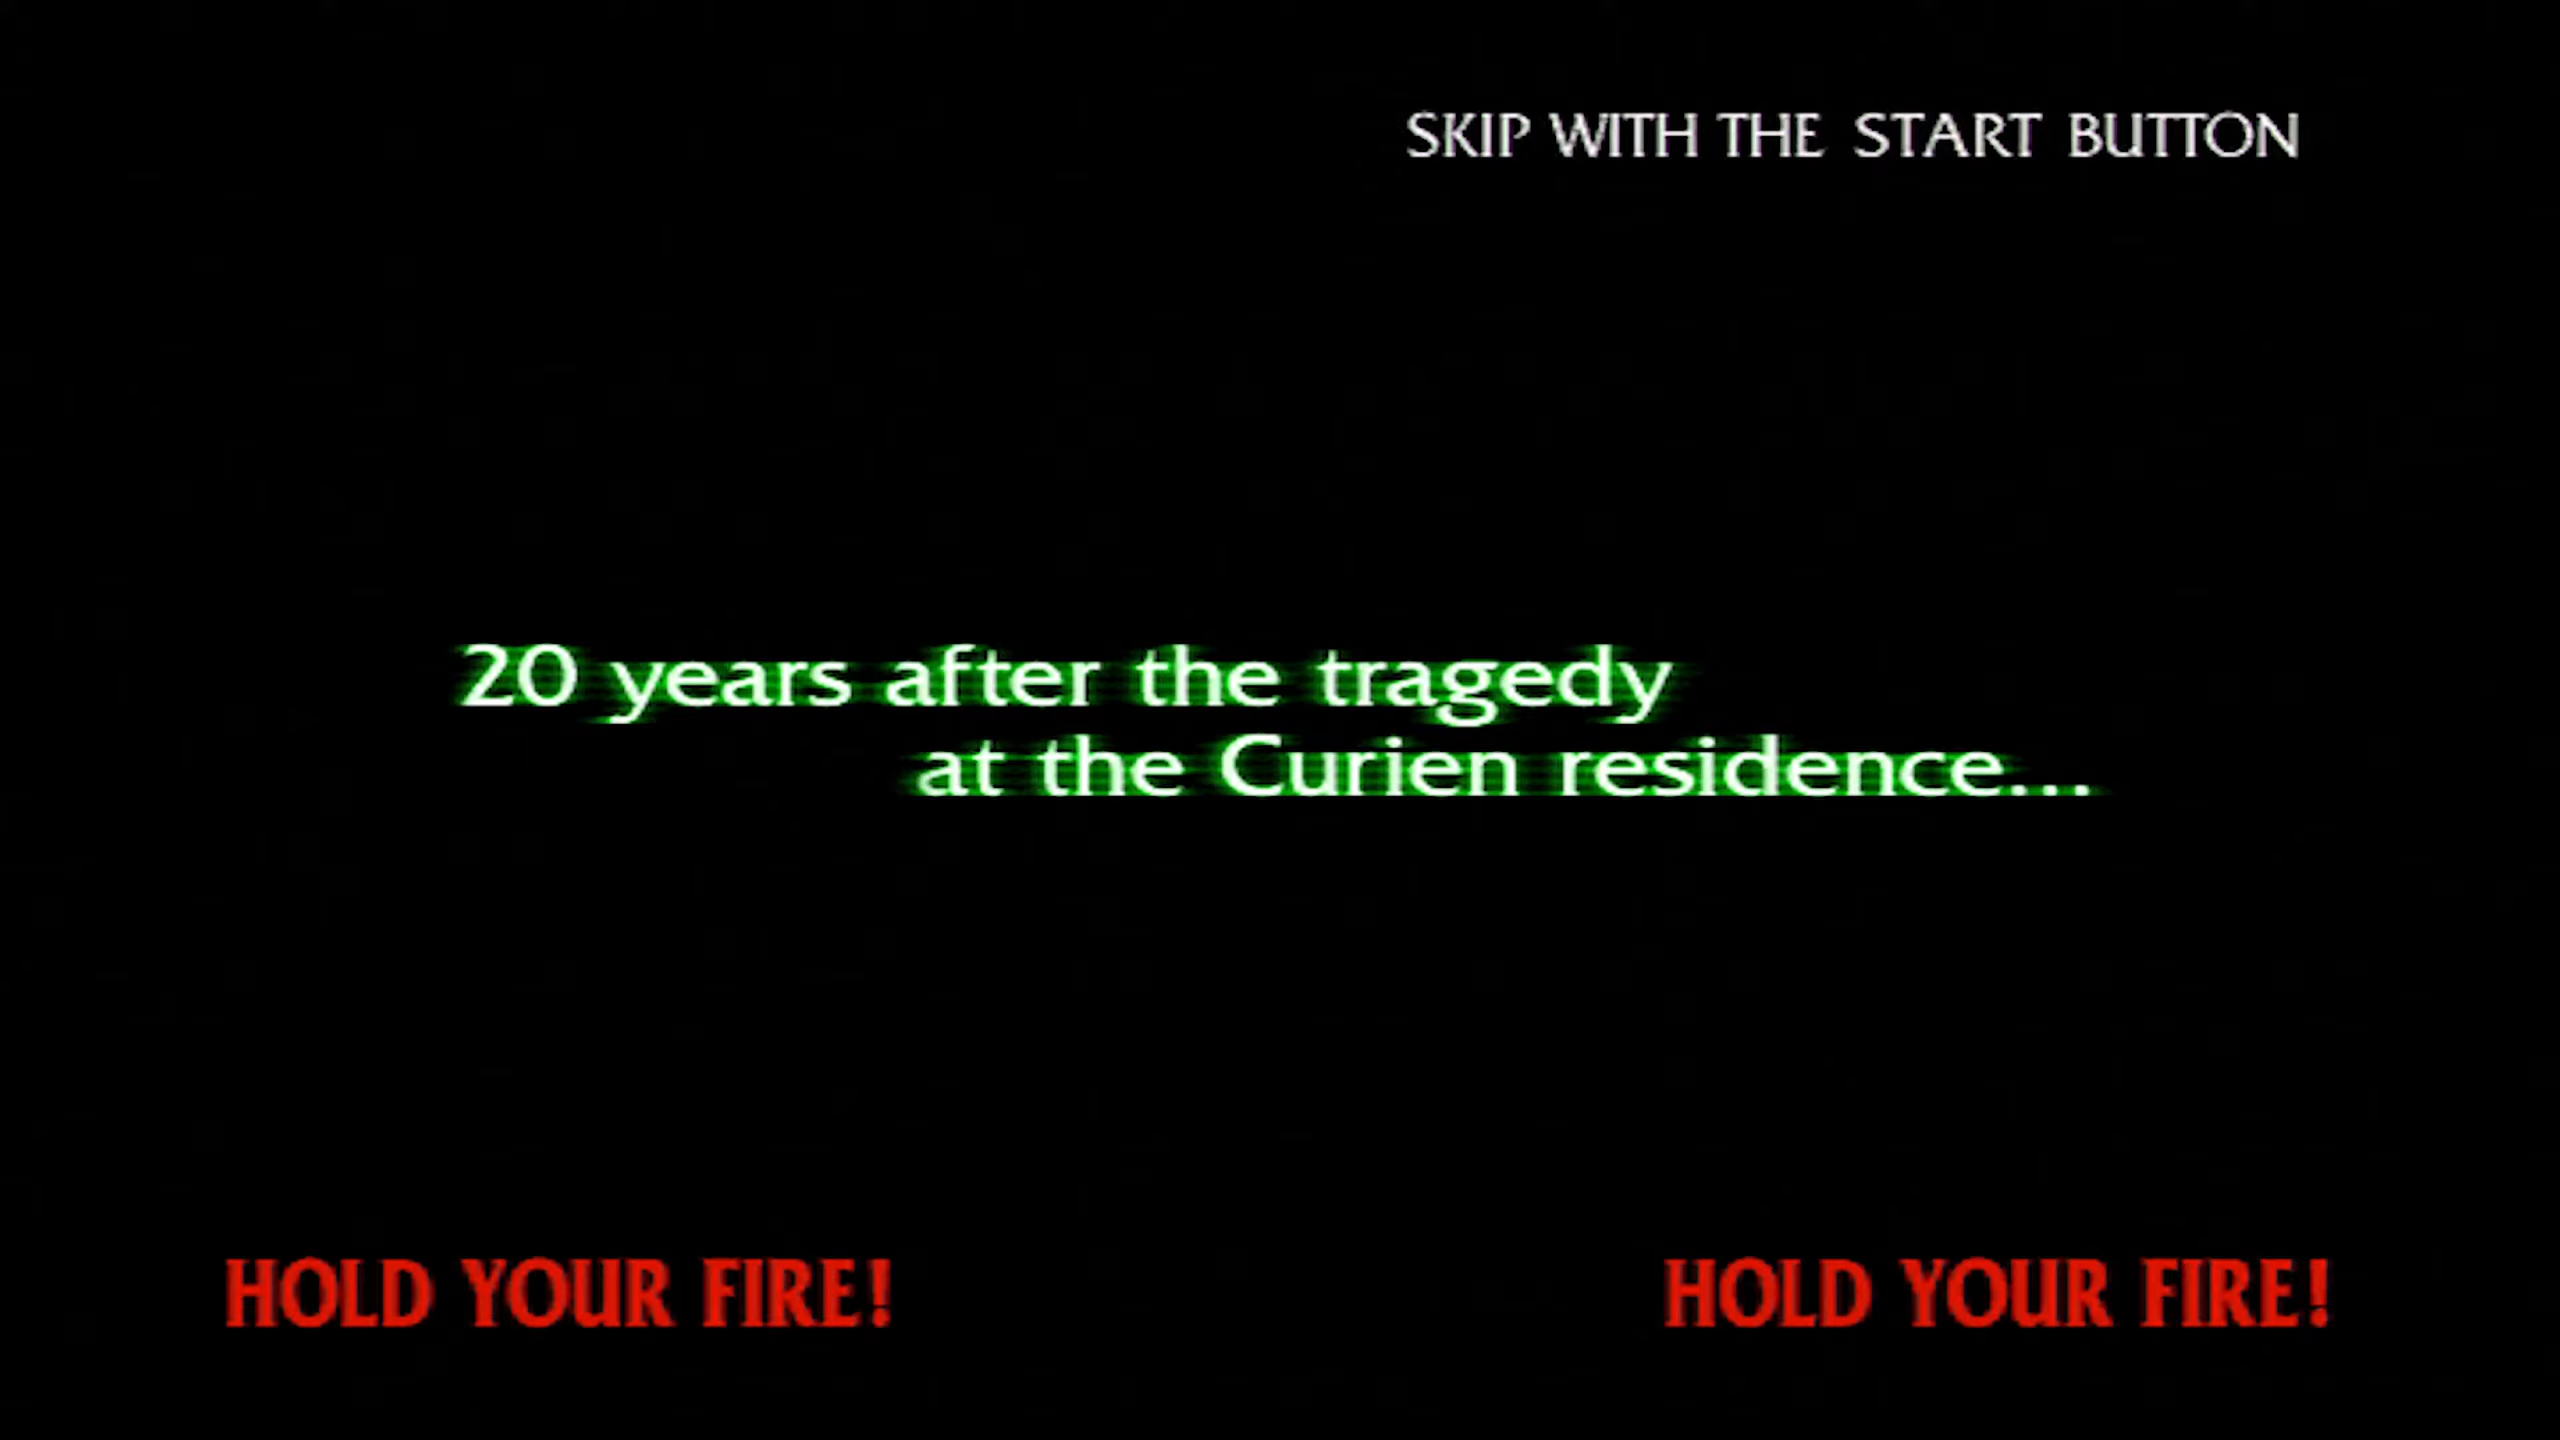 SKIP WITH THE START BUTTON
20 years after the tragedy
at the Curien residence...
HOLD YOUR FIRE!
HOLD YOUR FIRE!